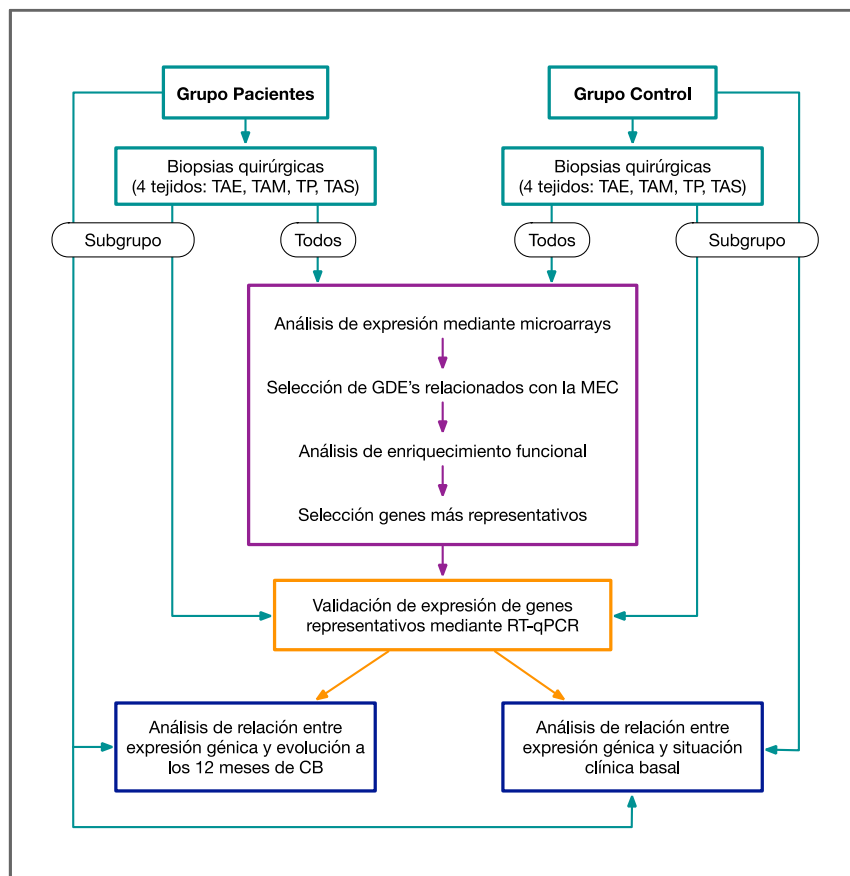 Grupo Pacientes
Grupo Control
Biopsias quirúrgicas
(4 tejidos: TAE, TAM, TP, TAS)
Biopsias quirúrgicas
(4 tejidos: TAE, TAM, TP, TAS)
Subgrupo
Todos
Todos
Subgrupo
Análisis de expresión mediante microarrays
Selección de GDE's relacionados con la MEC
Análisis de enriquecimiento funcional
Selección genes más representativos
Validación de expresión de genes
representativos mediante RT-qPCR
Análisis de relación entre
expresión génica y evolución a
los 12 meses de CB
Análisis de relación entre
expresión génica y situación
clínica basal